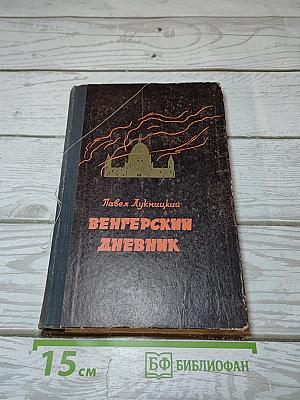 Павел Лукницкий
ВЕНГЕРСКИЙ
ДНЕВНИК
15 см
БФ БИБЛИОФАН